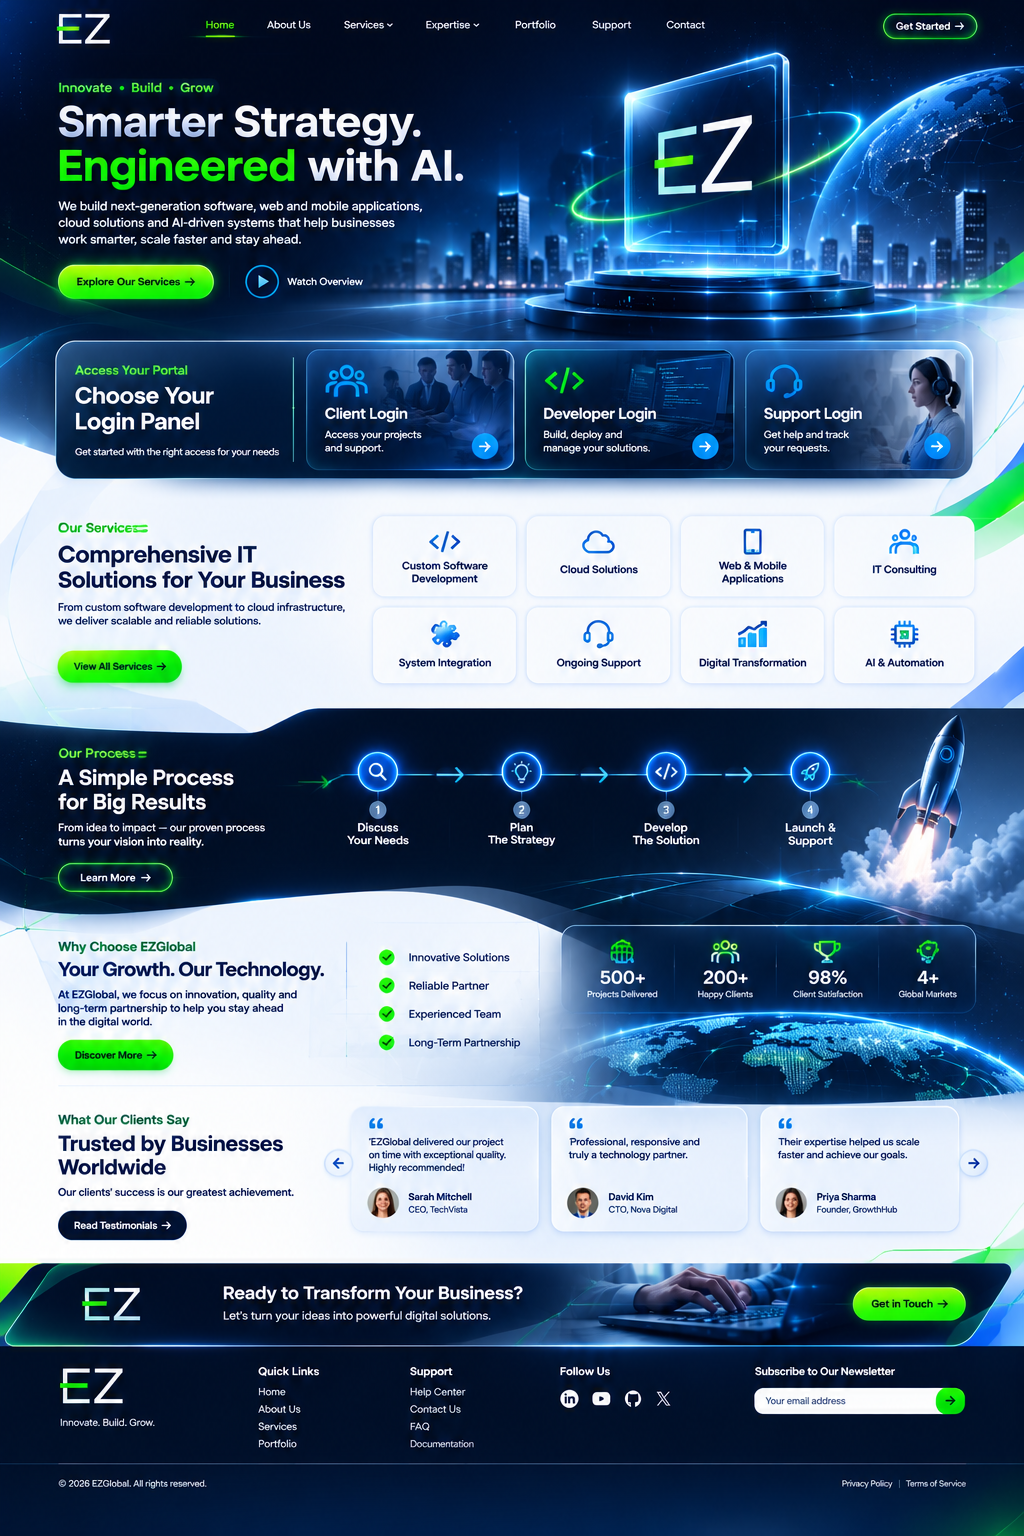 EZ
Home
About Us
Services
Expertise
Portfolio
Support
Contact
Get Started →
Innovate • Build • Grow
Smarter Strategy.
Engineered with AI.
We build next-generation software, web and mobile applications,
cloud solutions and AI-driven systems that help businesses
work smarter, scale faster and stay ahead.
Explore Our Services →
Watch Overview
EZ
Access Your Portal
Choose Your
Login Panel
Get started with the right access for your needs
Client Login
Access your projects
and support.
Developer Login
Build, deploy and
manage your solutions.
Support Login
Get help and track
your requests.
Our Services
Comprehensive IT
Solutions for Your Business
From custom software development to cloud infrastructure,
we deliver scalable and reliable solutions.
View All Services →
Custom Software
Development
Cloud Solutions
Web & Mobile
Applications
IT Consulting
System Integration
Ongoing Support
Digital Transformation
AI & Automation
Our Process
A Simple Process
for Big Results
From idea to impact — our proven process
turns your vision into reality.
Learn More →
1
Discuss
Your Needs
2
Plan
The Strategy
3
Develop
The Solution
4
Launch &
Support
Why Choose EZGlobal
Your Growth. Our Technology.
At EZGlobal, we focus on innovation, quality and
long-term partnership to help you stay ahead
in the digital world.
Discover More →
Innovative Solutions
Reliable Partner
Experienced Team
Long-Term Partnership
500+
Projects Delivered
200+
Happy Clients
98%
Client Satisfaction
4+
Global Markets
What Our Clients Say
Trusted by Businesses
Worldwide
Our clients' success is our greatest achievement.
Read Testimonials →
“
'EZGlobal delivered our project
on time with exceptional quality.
Highly recommended!
Sarah Mitchell
CEO, TechVista
“
Professional, responsive and
truly a technology partner.
David Kim
CTO, Nova Digital
“
Their expertise helped us scale
faster and achieve our goals.
Priya Sharma
Founder, GrowthHub
EZ
Ready to Transform Your Business?
Let's turn your ideas into powerful digital solutions.
Get in Touch →
EZ
Innovate. Build. Grow.
Quick Links
Home
About Us
Services
Portfolio
Support
Help Center
Contact Us
FAQ
Documentation
Follow Us
in
X
Subscribe to Our Newsletter
Your email address
© 2026 EZGlobal. All rights reserved.
Privacy Policy | Terms of Service